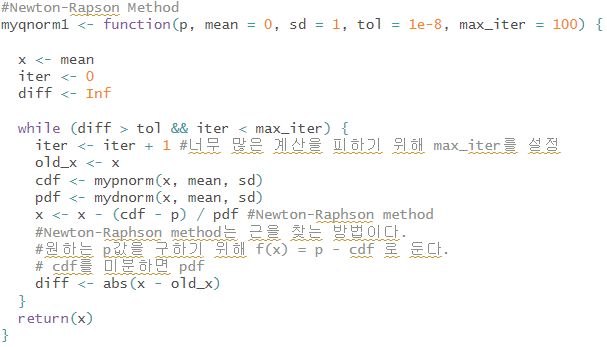 #Newton-Rapson Method
myqnorm1 <- function(p, mean = 0, sd = 1, tol = 1e-8, max_iter = 100) {
x <- mean
iter <- 0
diff <- Inf
while (diff > tol && iter < max_iter) {
iter <- iter + 1 #너무 많은 계산을 피하기 위해 max_iter를 설정
old_x <- x
cdf <- mypnorm(x, mean, sd)
pdf <- mydnorm(x, mean, sd)
x <- x - (cdf - p) / pdf #Newton-Raphson method
#Newton-Raphson method는 근을 찾는 방법이다.
#원하는 p값을 구하기 위해 f(x) = p - cdf 로 둔다.
# cdf를 미분하면 pdf
diff <- abs(x - old_x)
}
return(x)
}